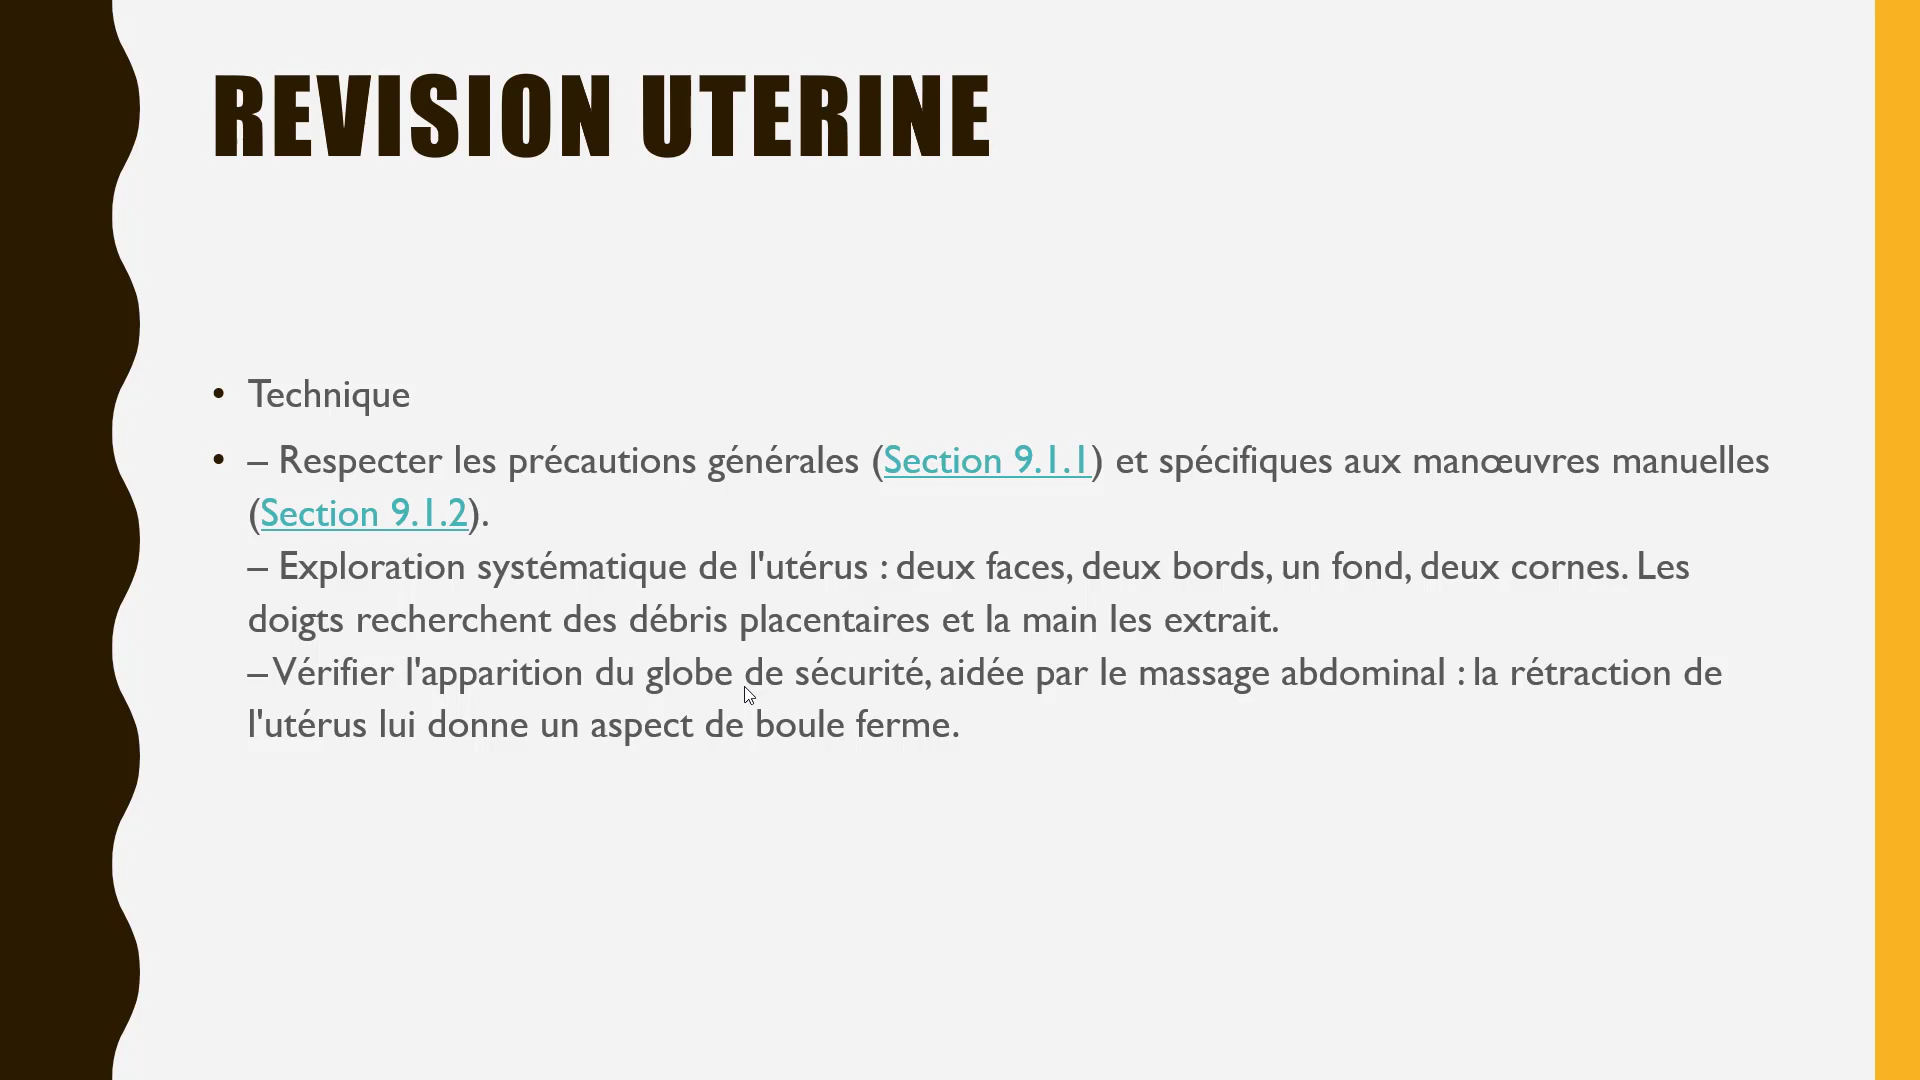 REVISION UTERINE
• Technique
• – Respecter les précautions générales (Section 9.1.1) et spécifiques aux manœuvres manuelles
(Section 9.1.2).
– Exploration systématique de l'utérus : deux faces, deux bords, un fond, deux cornes. Les
doigts recherchent des débris placentaires et la main les extrait.
– Vérifier l'apparition du globe de sécurité, aidée par le massage abdominal : la rétraction de
l'utérus lui donne un aspect de boule ferme.